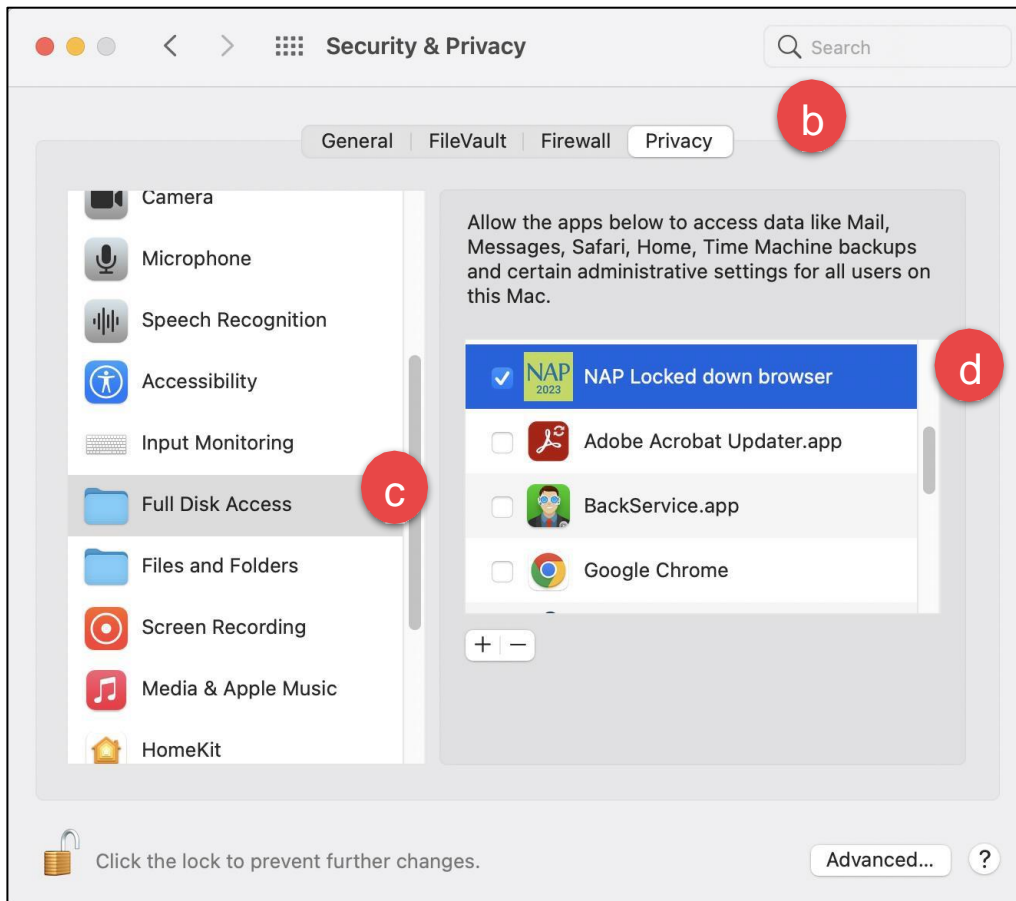 Security & Privacy
Search
b
General
FileVault
Firewall
Privacy
Camera
Microphone
Speech Recognition
Accessibility
Input Monitoring
Full Disk Access
c
Files and Folders
Screen Recording
Media & Apple Music
HomeKit
Allow the apps below to access data like Mail,
Messages, Safari, Home, Time Machine backups
and certain administrative settings for all users on
this Mac.
d
NAP
2023
NAP Locked down browser
Adobe Acrobat Updater.app
BackService.app
Google Chrome
+ −
Click the lock to prevent further changes.
Advanced...
?